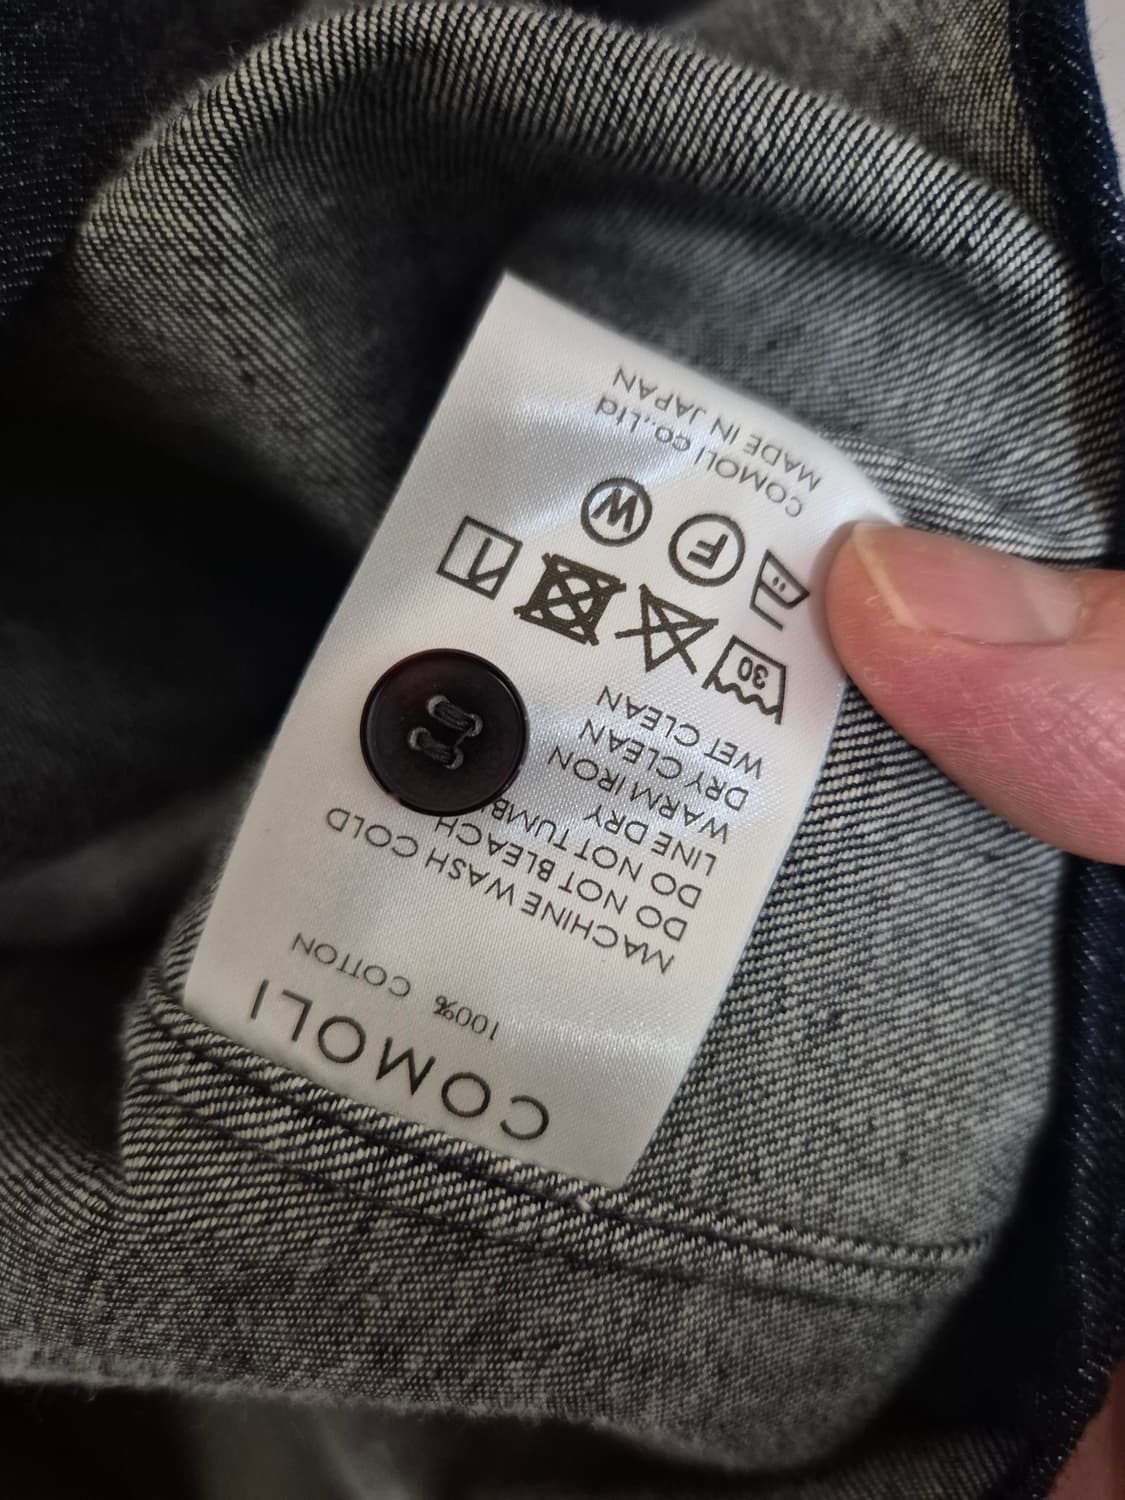 COMOLI
100% COTTON
MACHINE WASH COLD
DO NOT BLEACH
DO NOT
LINE DRY
WARM IRON
DRY CLEAN
WET CLEAN
30
F W
COMOLI co.,Ltd
MADE IN JAPAN